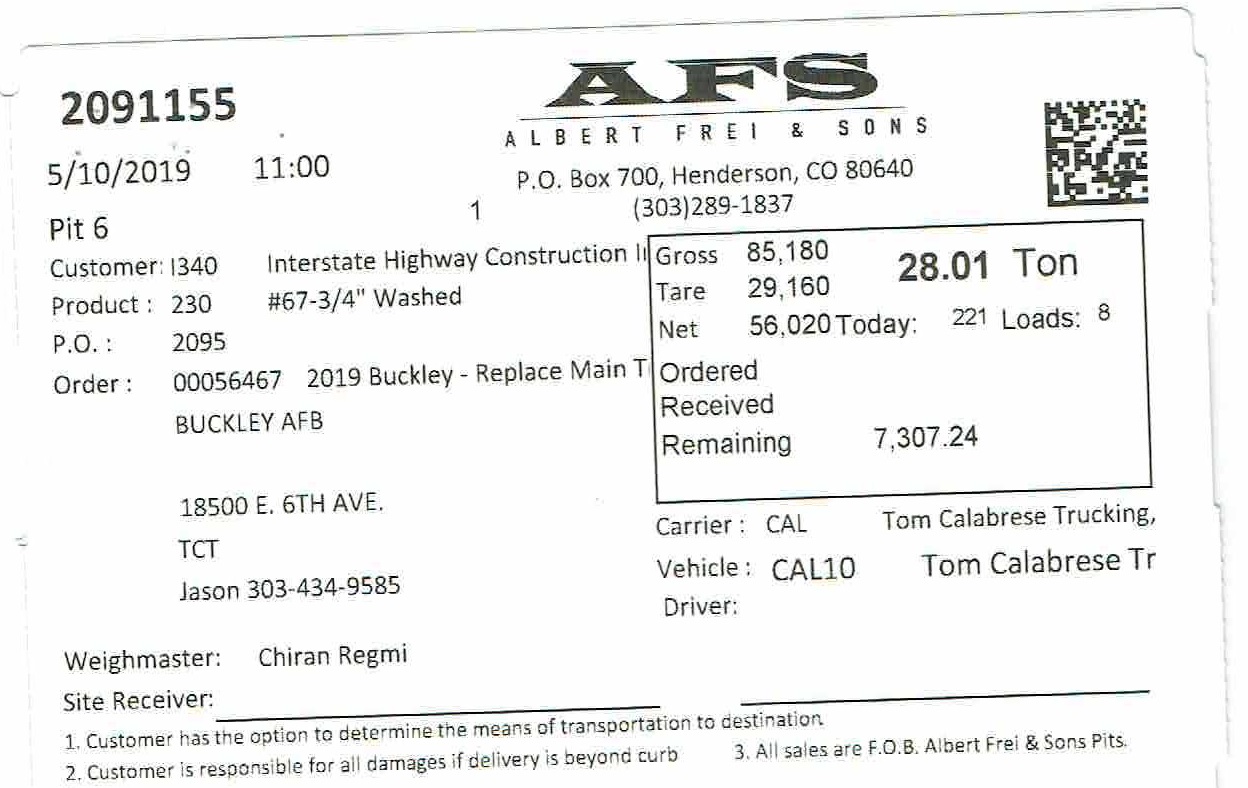 2091155
AFS
ALBERT FREI & SONS
5/10/2019 11:00
P.O. Box 700, Henderson, CO 80640
(303)289-1837
Pit 6
1
Customer: I340 Interstate Highway Construction I
Product : 230 #67-3/4" Washed
P.O. : 2095
Order : 00056467 2019 Buckley - Replace Main T
BUCKLEY AFB
18500 E. 6TH AVE.
TCT
Jason 303-434-9585
Gross 85,180 28.01 Ton
Tare 29,160
Net 56,020 Today: 221 Loads: 8
Ordered
Received
Remaining 7,307.24
Carrier : CAL Tom Calabrese Trucking,
Vehicle : CAL10 Tom Calabrese Tr
Driver:
Weighmaster: Chiran Regmi
Site Receiver:
1. Customer has the option to determine the means of transportation to destination.
2. Customer is responsible for all damages if delivery is beyond curb 3. All sales are F.O.B. Albert Frei & Sons Pits.